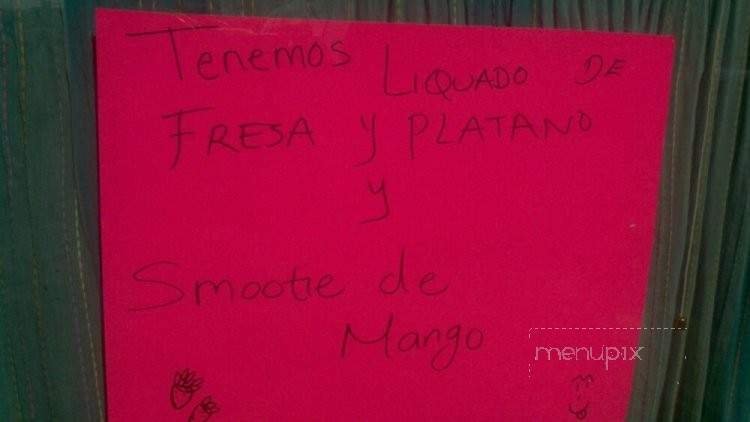 Tenemos LIQUADO DE
FRESA Y PLATANO
y
Smootie de
Mango
menupix